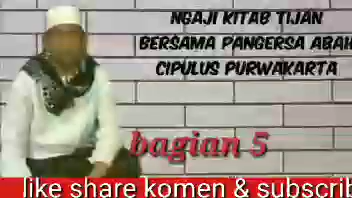 NGAJI KITAB TIJAN
BERSAMA PANGERSA ABAH
CIPULUS PURWAKARTA
bagian 5
like share komen & subscrib